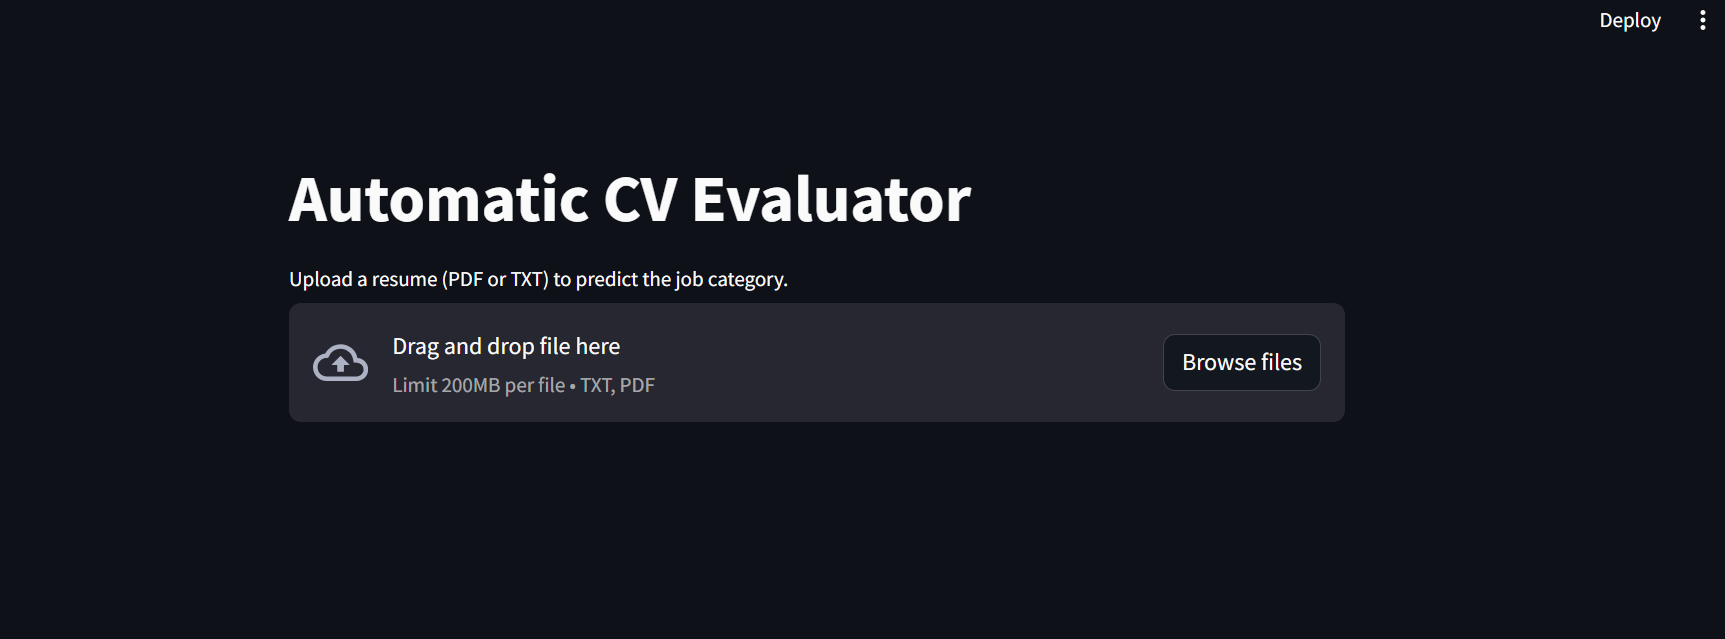 Deploy
Automatic CV Evaluator
Upload a resume (PDF or TXT) to predict the job category.
Drag and drop file here
Limit 200MB per file • TXT, PDF
Browse files